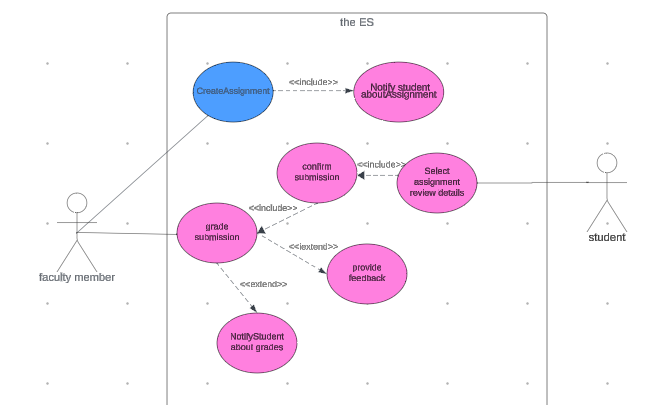 the ES
<<include>>
CreateAssignment
Notify student
aboutAssignment
confirm
submission
<<include>>
Select
assignment
review details
<<include>>
grade
submission
<<extend>>
provide
feedback
student
faculty member
<<extend>>
NotifyStudent
about grades